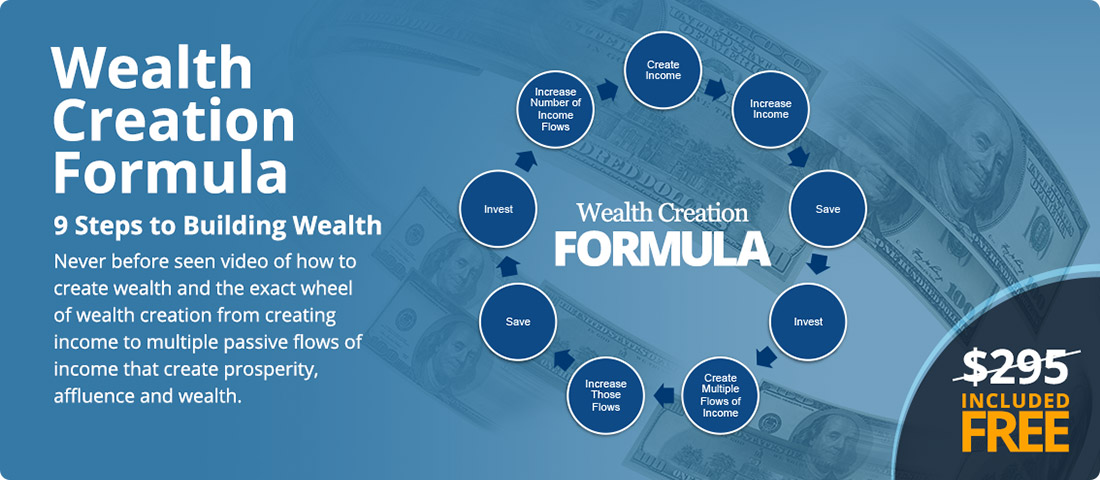 Wealth
Creation
Formula
9 Steps to Building Wealth
Never before seen video of how to
create wealth and the exact wheel
of wealth creation from creating
income to multiple passive flows of
income that create prosperity,
affluence and wealth.
Create
Income
Increase
Income
Save
Invest
Create
Multiple
Flows of
Income
Increase
Those
Flows
Save
Invest
Increase
Number of
Income
Flows
Wealth Creation
FORMULA
$295
INCLUDED
FREE